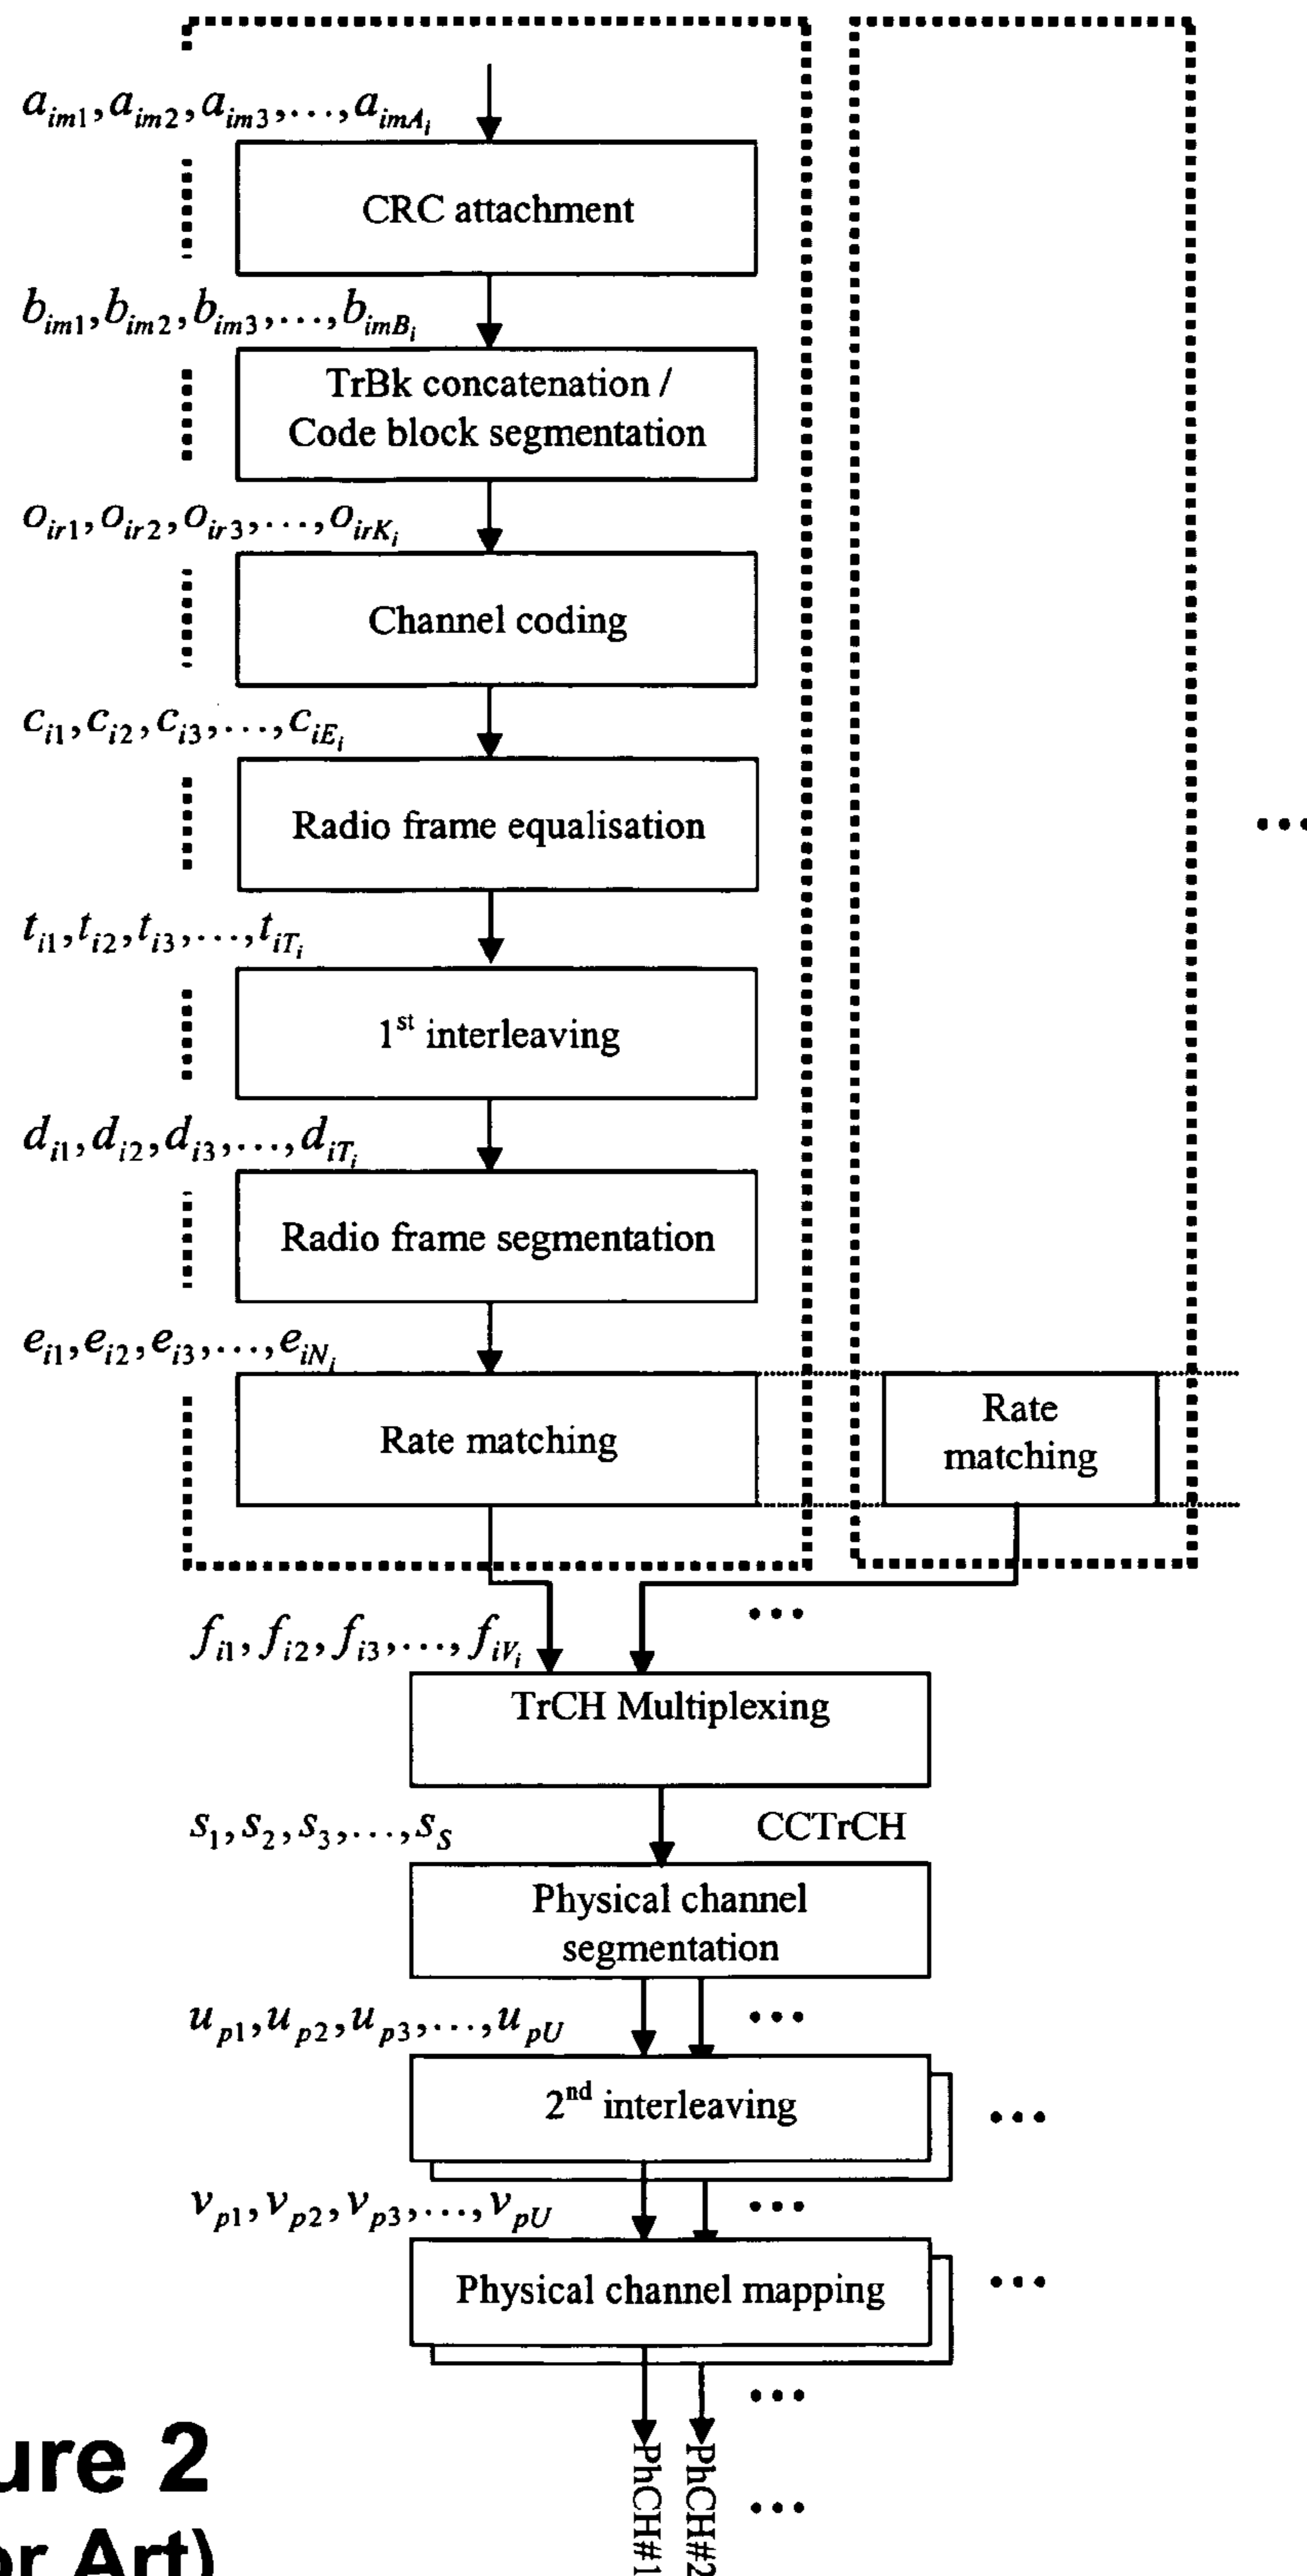 a_{im1}, a_{im2}, a_{im3}, ..., a_{imA_i}
CRC attachment
b_{im1}, b_{im2}, b_{im3}, ..., b_{imB_i}
TrBk concatenation /
Code block segmentation
o_{ir1}, o_{ir2}, o_{ir3}, ..., o_{irK_i}
Channel coding
c_{i1}, c_{i2}, c_{i3}, ..., c_{iE_i}
Radio frame equalisation
...
t_{i1}, t_{i2}, t_{i3}, ..., t_{iT_i}
1^{st} interleaving
d_{i1}, d_{i2}, d_{i3}, ..., d_{iT_i}
Radio frame segmentation
e_{i1}, e_{i2}, e_{i3}, ..., e_{iN_i}
Rate matching
Rate
matching
...
f_{i1}, f_{i2}, f_{i3}, ..., f_{iV_i}
TrCH Multiplexing
s_1, s_2, s_3, ..., s_S
CCTrCH
Physical channel
segmentation
u_{p1}, u_{p2}, u_{p3}, ..., u_{pU}
...
2^{nd} interleaving
...
v_{p1}, v_{p2}, v_{p3}, ..., v_{pU}
...
Physical channel mapping
...
...
PhCH#1
PhCH#2
...
ure 2
or Art)